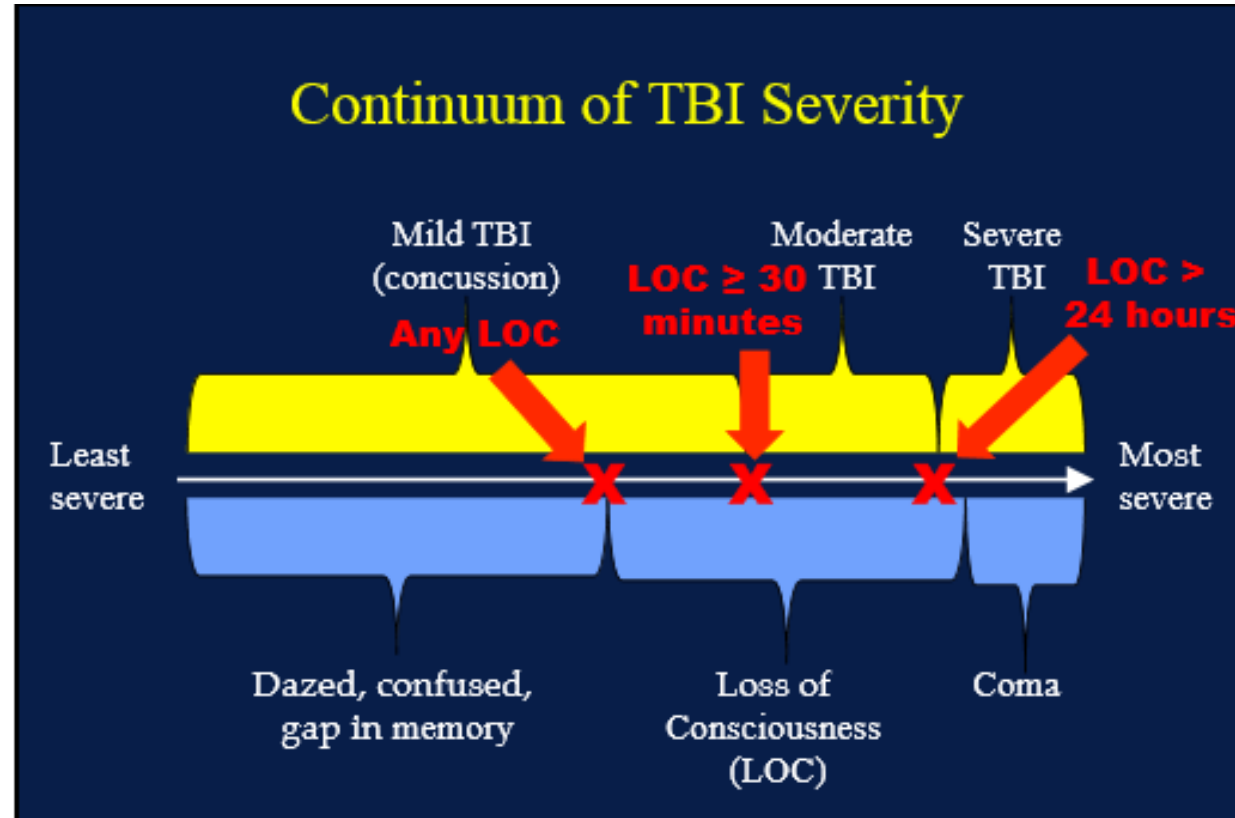 Continuum of TBI Severity
Mild TBI
(concussion)
Moderate
TBI
Severe
TBI
Any LOC
LOC ≥ 30
minutes
LOC >
24 hours
Least
severe
X X X
Most
severe
Dazed, confused,
gap in memory
Loss of
Consciousness
(LOC)
Coma